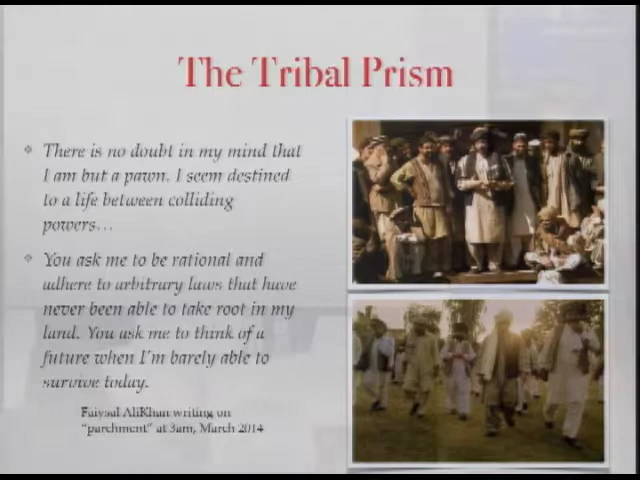 The Tribal Prism
There is no doubt in my mind that
I am but a pawn. I seem destined
to a life between colliding
powers…
You ask me to be rational and
adhere to arbitrary laws that have
never been able to take root in my
land. You ask me to think of a
future when I'm barely able to
survive today.
Faiysal AliKhan writing on
"parchment" at 3am, March 2014